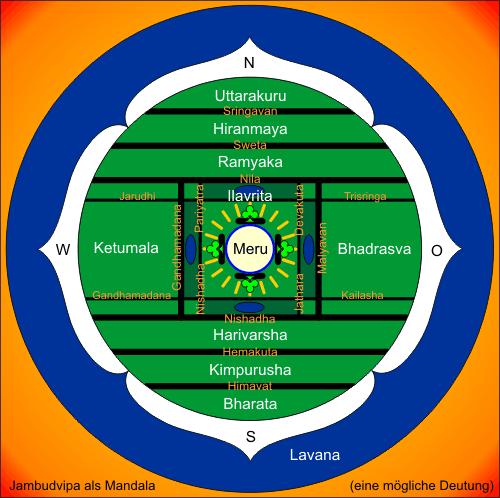 N
Uttarakuru
Sringavan
Hiranmaya
Sweta
Ramyaka
Nila
Jarudhi
Ilavrita
Trisringa
Gandhamadana
Pariyatra
Devakuta
Malyavan
W
Ketumala
Meru
Bhadrasva
O
Nishadha
Jathara
Gandhamadana
Kailasha
Nishadha
Harivarsha
Hemakuta
Kimpurusha
Himavat
Bharata
S
Lavana
Jambudvipa als Mandala
(eine mögliche Deutung)